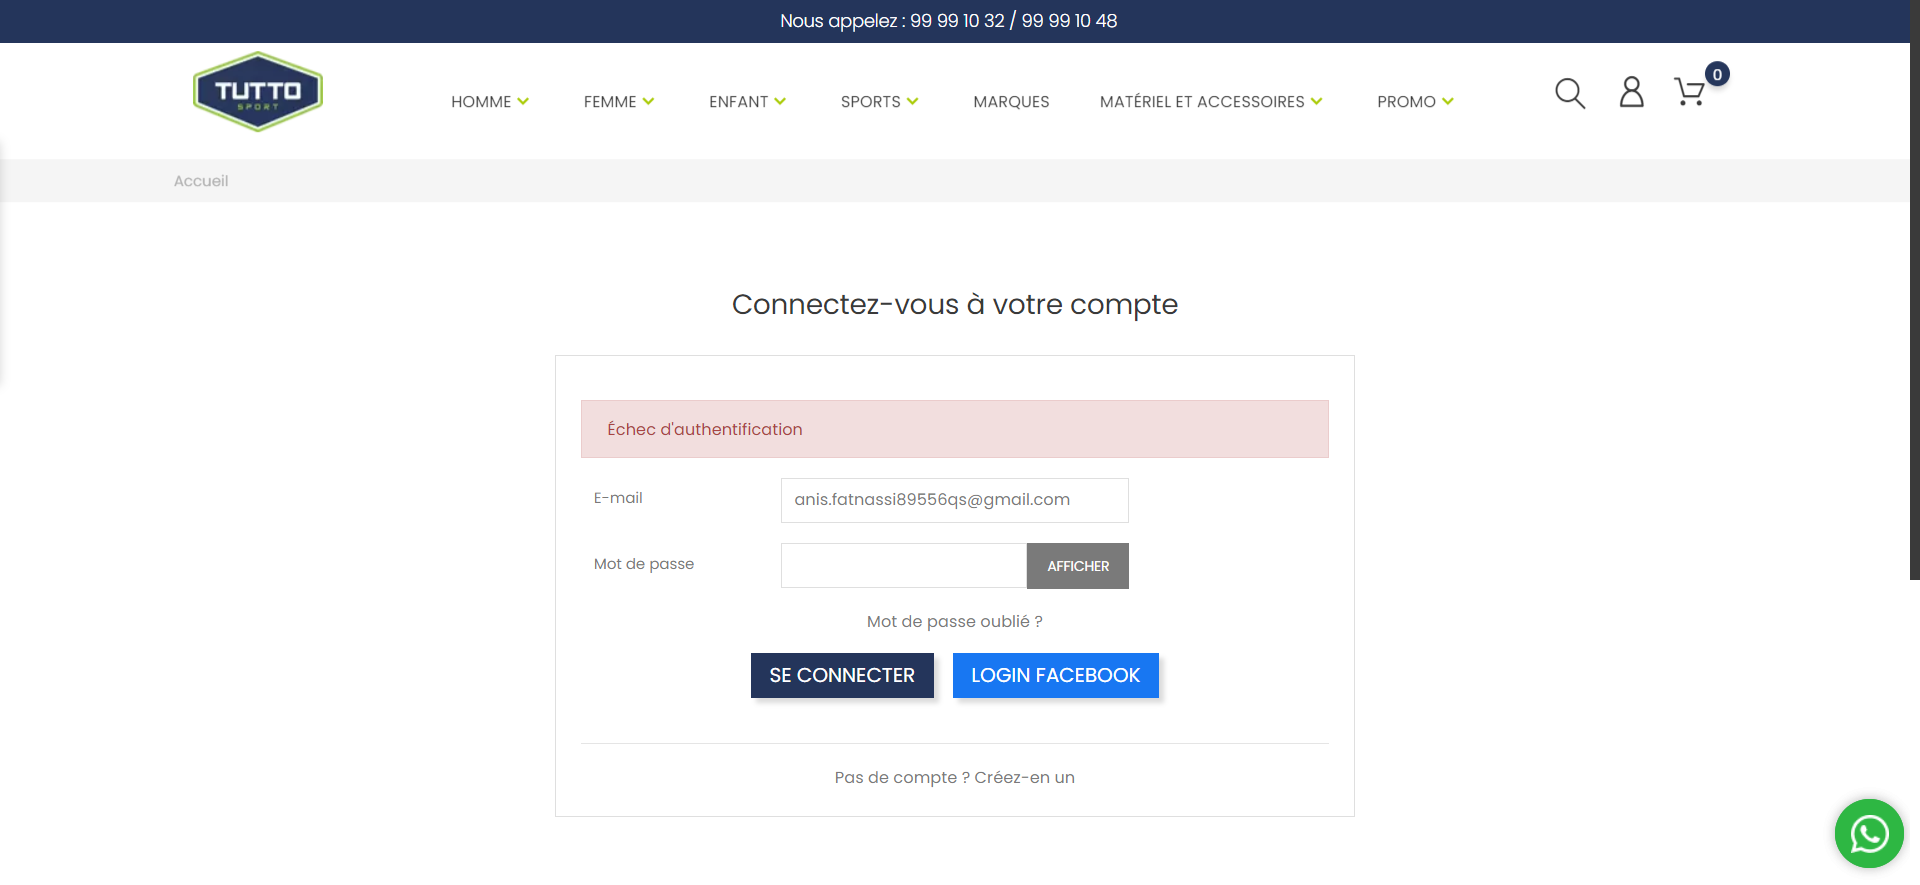 Nous appelez : 99 99 10 32 / 99 99 10 48
TUTTO
SPORT
HOMME FEMME ENFANT SPORTS MARQUES MATÉRIEL ET ACCESSOIRES PROMO
0
Accueil
Connectez-vous à votre compte
Échec d'authentification
E-mail anis.fatnassi89556qs@gmail.com
Mot de passe AFFICHER
Mot de passe oublié ?
SE CONNECTER LOGIN FACEBOOK
Pas de compte ? Créez-en un